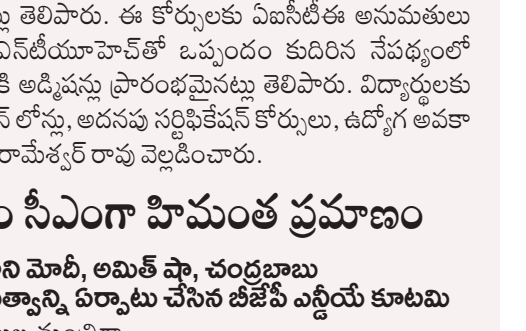 తెలిపారు. ఈ కోర్సులకు ఏఐసీటీఈ అనుమతులు
ఎన్‌టీయూహెచ్‌తో ఒప్పందం కుదిరిన నేపథ్యంలో
కి అడ్మిషన్లు ప్రారంభమైనట్లు తెలిపారు. విద్యార్థులకు
న్ లోన్లు, అదనపు సర్టిఫికేషన్ కోర్సులు, ఉద్యోగ అవకా
రామేశ్వర్ రావు వెల్లడించారు.
సీఎంగా హిమంత ప్రమాణం
ని మోదీ, అమిత్ షా, చంద్రబాబు
త్వాన్ని ఏర్పాటు చేసిన బీజేపీ ఎన్డీయే కూటమి